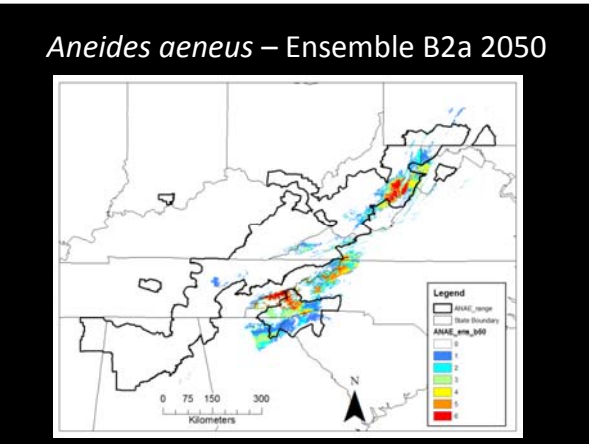 Aneides aeneus – Ensemble B2a 2050
Legend
ANAE_range
State Boundary
ANAE_ens_b50
0
1
2
3
4
5
6
N
0 75 150 300
Kilometers